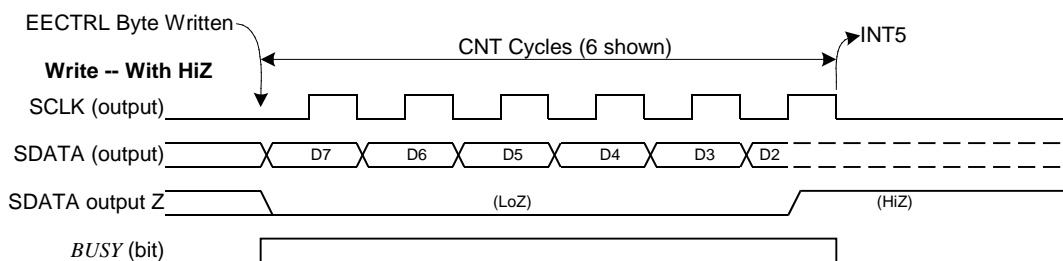 EECTRL Byte Written
CNT Cycles (6 shown)
INT5
Write -- With HiZ
SCLK (output)
SDATA (output)
D7 D6 D5 D4 D3 D2
SDATA output Z
(LoZ)
(HiZ)
BUSY (bit)